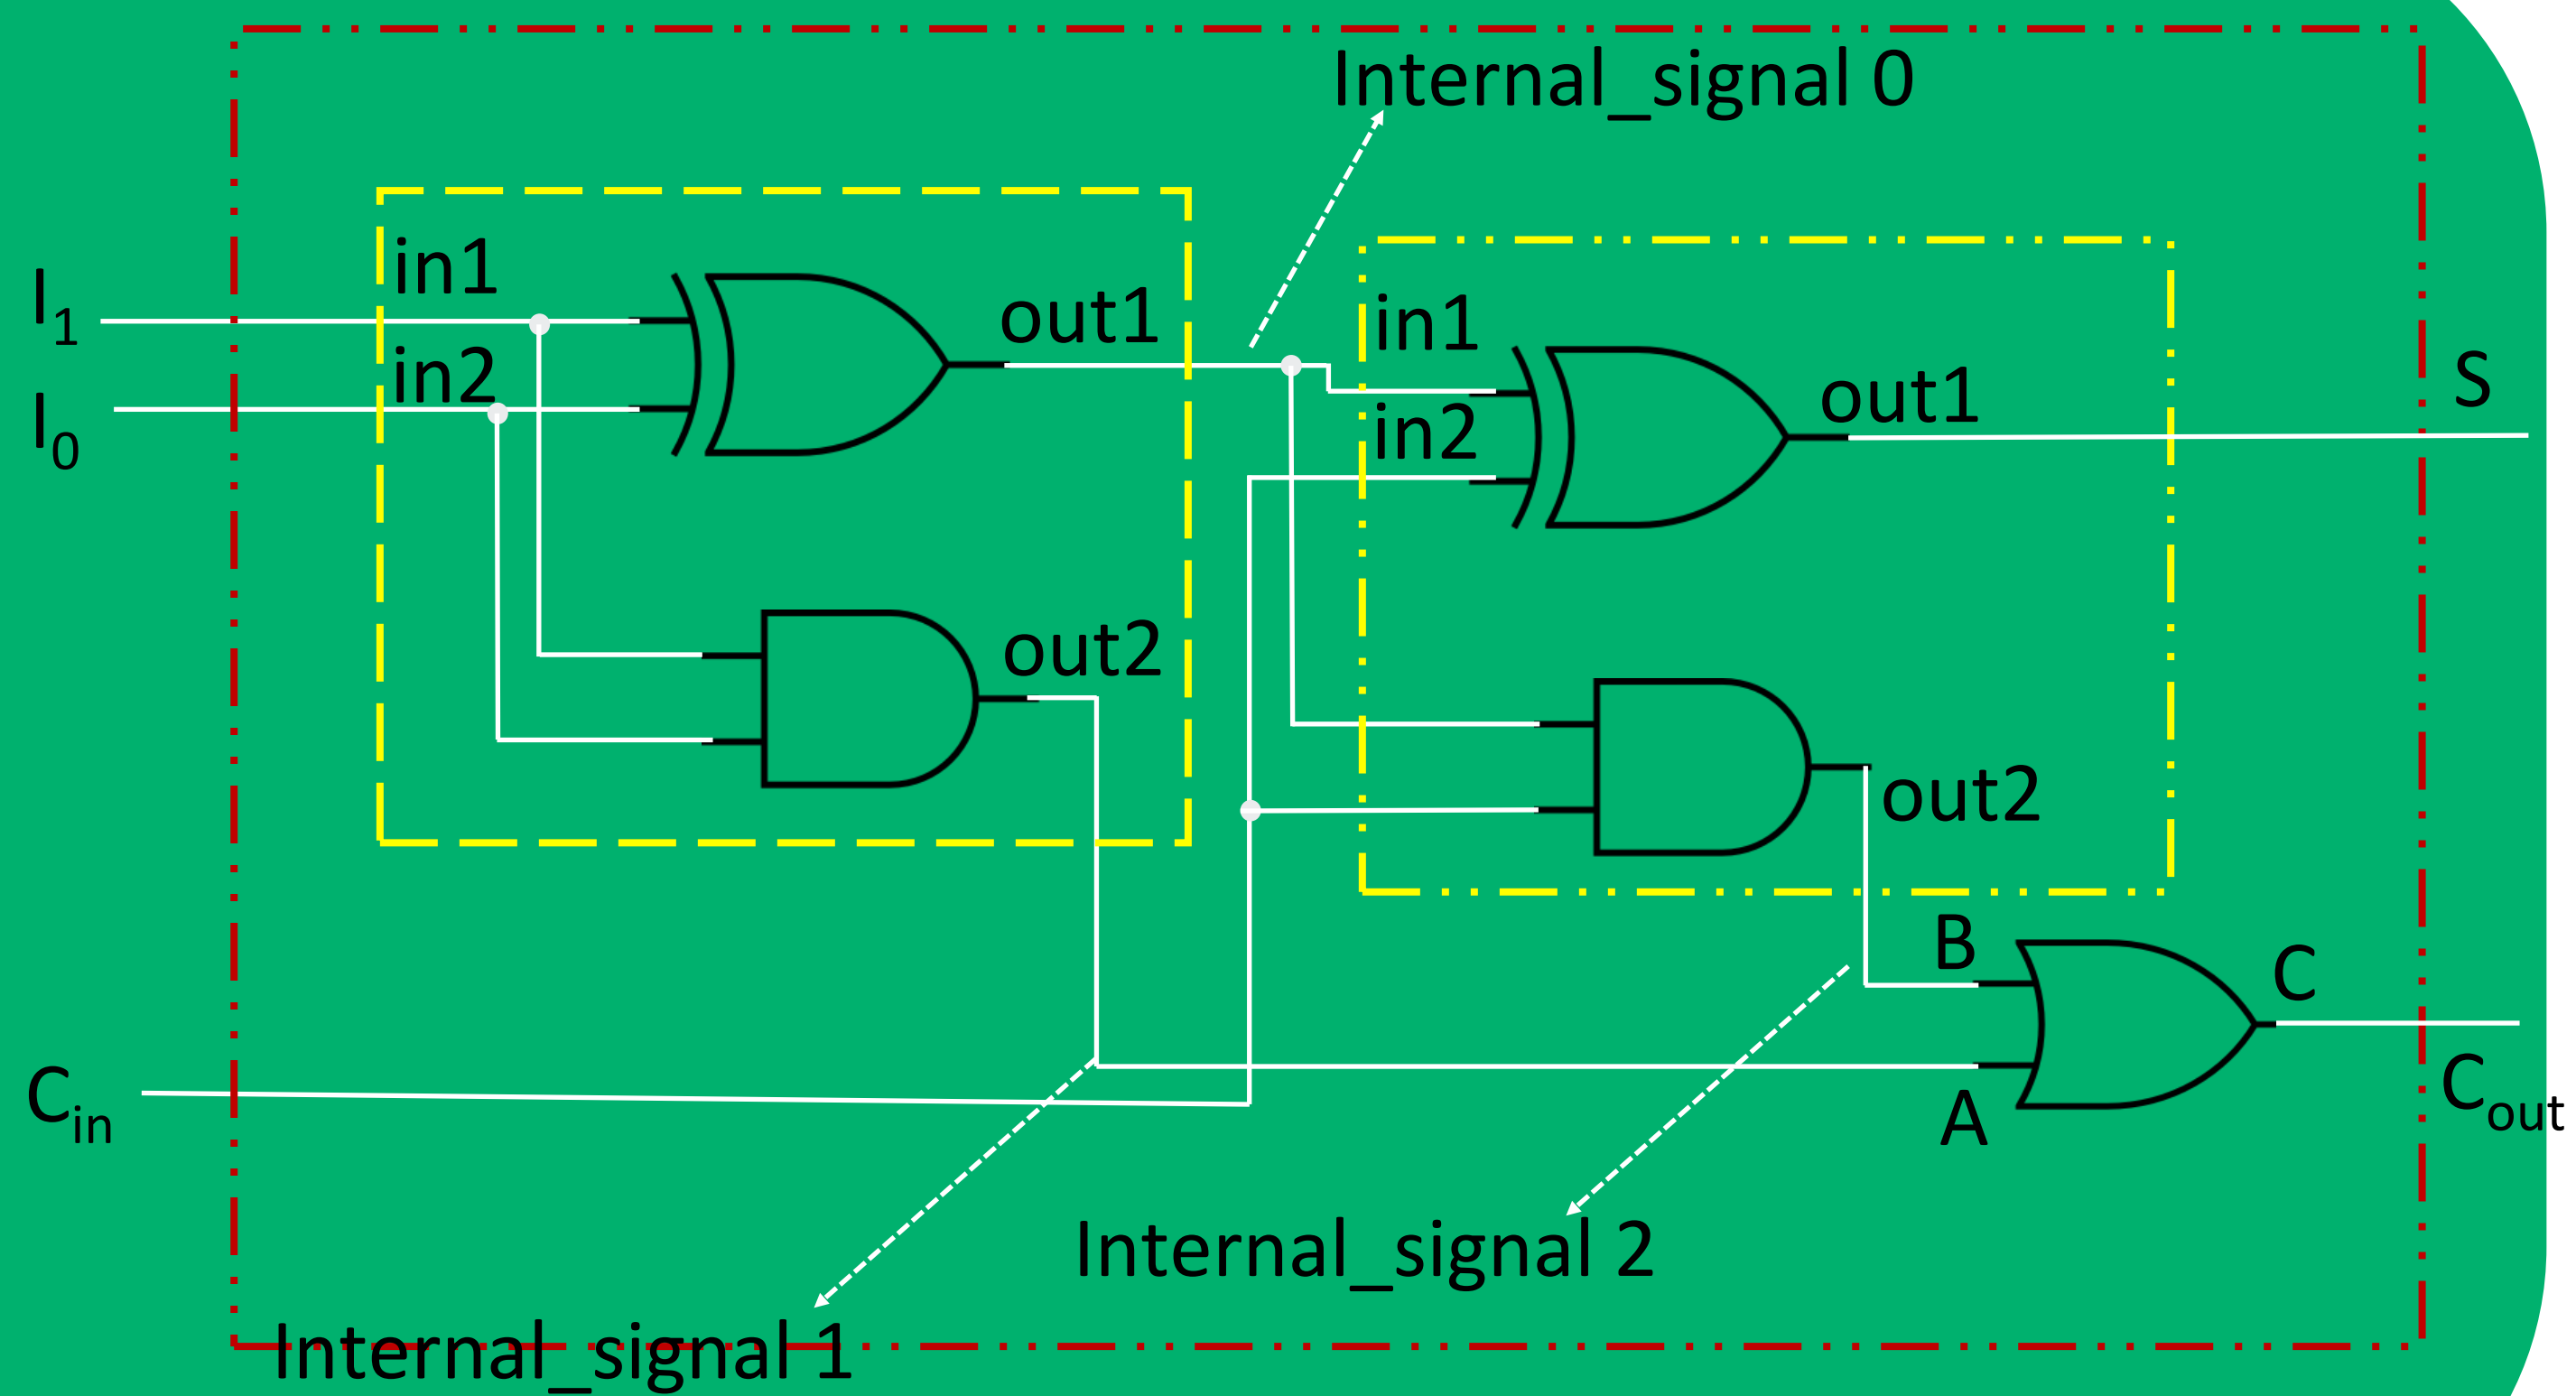 Internal_signal 0
in1
I1
in2
I0
out1
out2
in1
in2
out1
S
out2
B
A
C
Cin
Cout
Internal_signal 2
Internal_signal 1